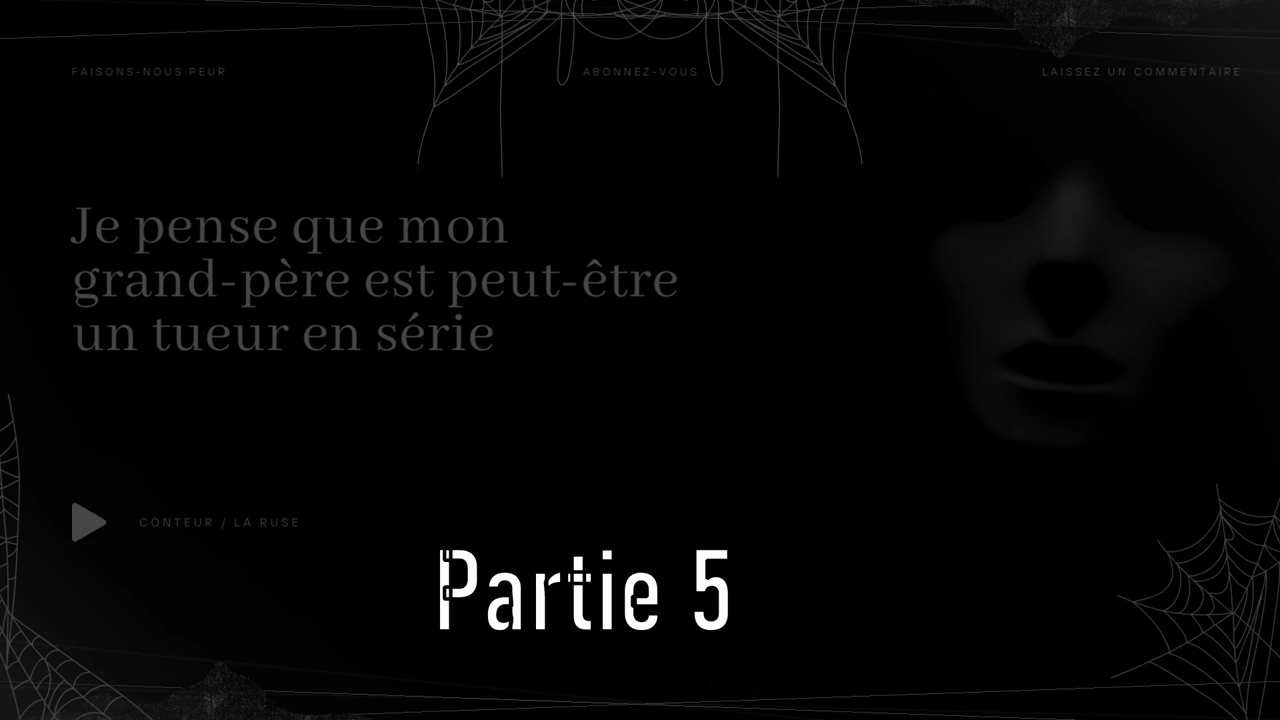 FAISONS-NOUS PEUR
ABONNEZ-VOUS
LAISSEZ UN COMMENTAIRE
Je pense que mon
grand-père est peut-être
un tueur en série
CONTEUR / LA RUSE
Partie 5